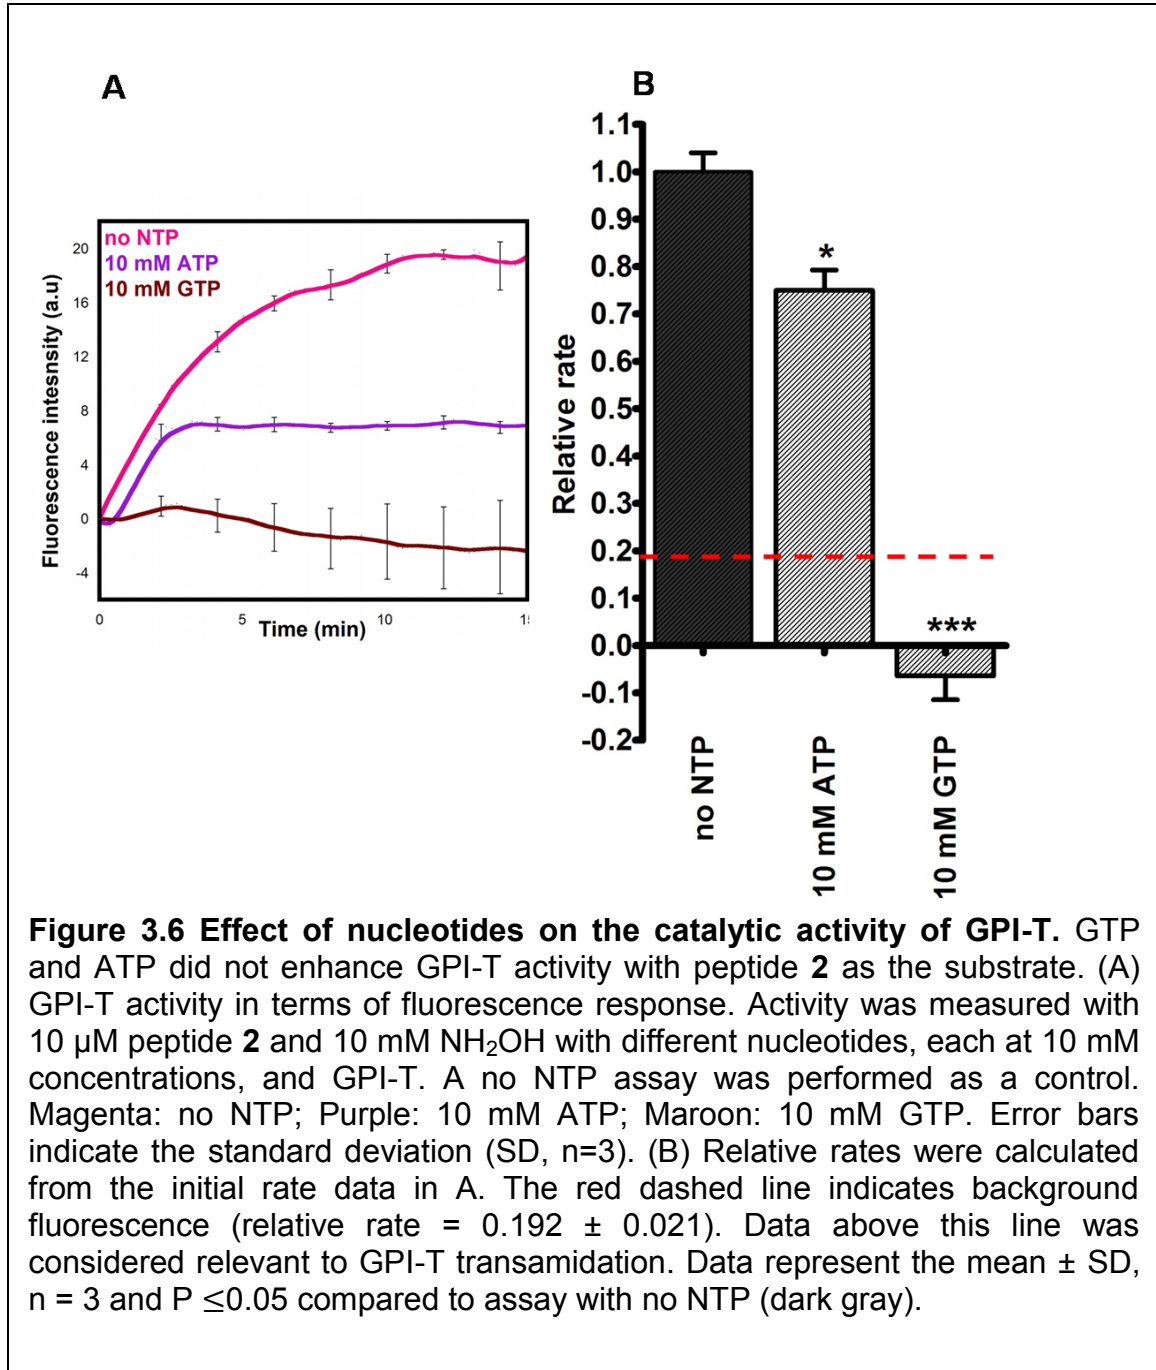 A
B
no NTP
10 mM ATP
10 mM GTP
Fluorescence intesnsity (a.u)
20
16
12
8
4
0
-4
0
5
10
Time (min)
Relative rate
1.1
1.0
0.9
0.8
0.7
0.6
0.5
0.4
0.3
0.2
0.1
0.0
-0.1
-0.2
*
***
no NTP
10 mM ATP
10 mM GTP
Figure 3.6 Effect of nucleotides on the catalytic activity of GPI-T. GTP
and ATP did not enhance GPI-T activity with peptide 2 as the substrate. (A)
GPI-T activity in terms of fluorescence response. Activity was measured with
10 µM peptide 2 and 10 mM NH₂OH with different nucleotides, each at 10 mM
concentrations, and GPI-T. A no NTP assay was performed as a control.
Magenta: no NTP; Purple: 10 mM ATP; Maroon: 10 mM GTP. Error bars
indicate the standard deviation (SD, n=3). (B) Relative rates were calculated
from the initial rate data in A. The red dashed line indicates background
fluorescence (relative rate = 0.192 ± 0.021). Data above this line was
considered relevant to GPI-T transamidation. Data represent the mean ± SD,
n = 3 and P ≤0.05 compared to assay with no NTP (dark gray).